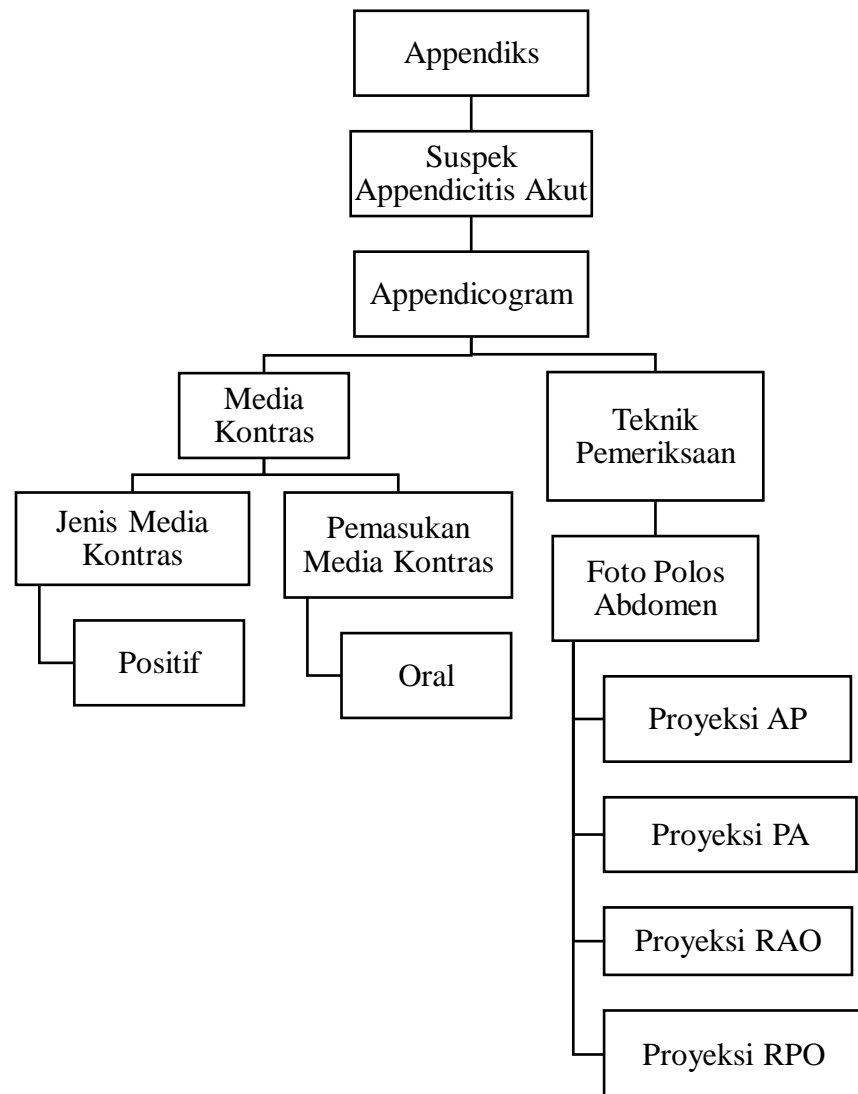 Appendiks
Suspek
Appendicitis Akut
Appendicogram
Media
Kontras
Teknik
Pemeriksaan
Jenis Media
Kontras
Pemasukan
Media Kontras
Foto Polos
Abdomen
Positif
Oral
Proyeksi AP
Proyeksi PA
Proyeksi RAO
Proyeksi RPO